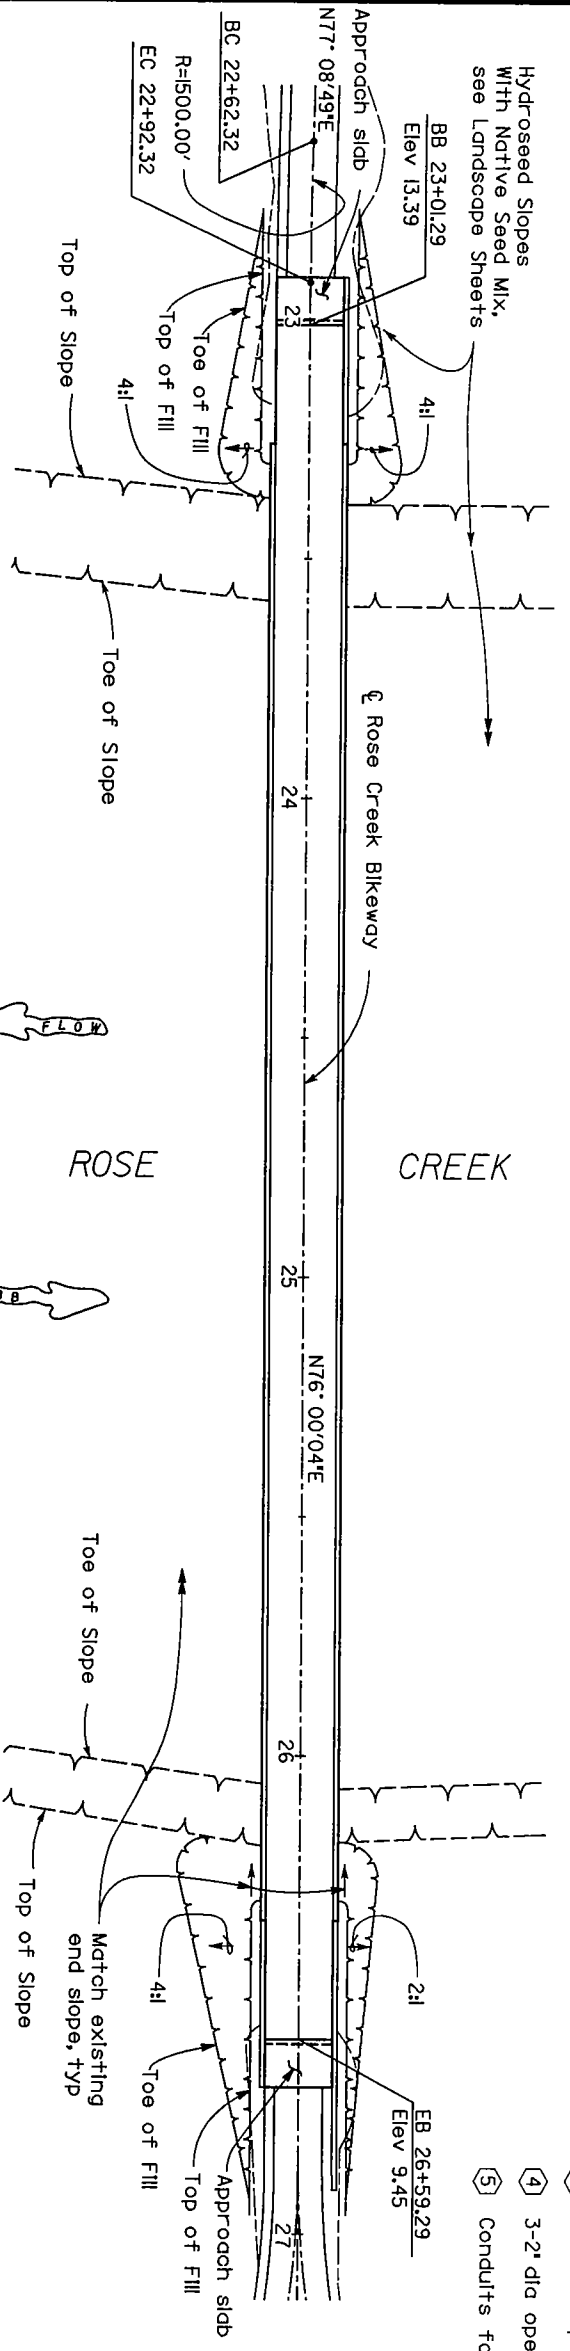 Hydroseed Slopes
With Native Seed Mix,
see Landscape Sheets
BB 23+01.29
Elev 13.39
Approach slab
N77° 08'49"E
BC 22+62.32
R=1500.00'
EC 22+92.32
Top of Slope
Toe of Fill
Top of Fill
4:1
4:1
23
Toe of Slope
24
℄ Rose Creek Bikeway
FLOW
ROSE
CREEK
25
N76° 00'04"E
Toe of Slope
26
Top of Slope
Match existing
end slope, typ
4:1
2:1
Toe of Fill
Top of Fill
Approach slab
EB 26+59.29
Elev 9.45
27
4 3-2" dia ope
5 Conduits fo